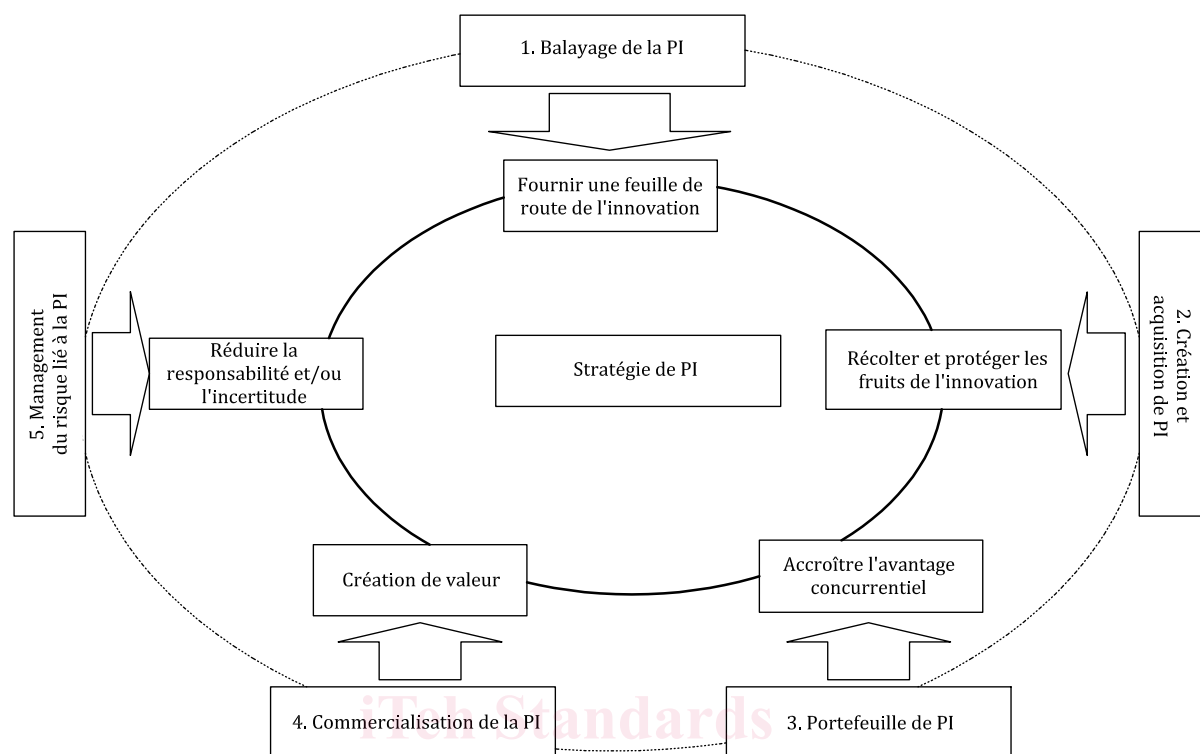 1. Balayage de la PI
Fournir une feuille de
route de l'innovation
5. Management
du risque lié à la PI
Réduire la
responsabilité et/ou
l'incertitude
Stratégie de PI
Récolter et protéger les
fruits de l'innovation
2. Création et
acquisition de PI
Création de valeur
Accroître l'avantage
concurrentiel
4. Commercialisation de la PI
3. Portefeuille de PI
iTeh Standards